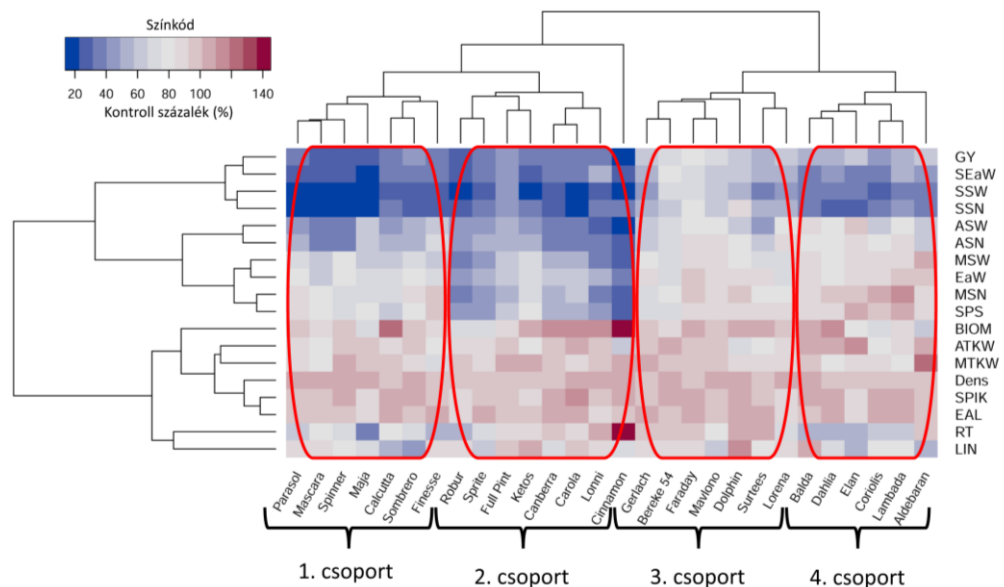 Színkód
20 40 60 80 100 140
Kontroll százalék (%)
GY
SEaW
SSW
SSN
ASW
ASN
MSW
EaW
MSN
SPS
BIOM
ATKW
MTKW
Dens
SPIK
EAL
RT
LIN
Parasol
Mascara
Spinner
Maja
Calcutta
Sombrero
Finesse
Robur
Sprite
Full Pint
Ketos
Canberra
Carola
Lonni
Cinnamon
Gerlach
Bereke 54
Faraday
Mavlono
Dolphin
Surtees
Lorena
Balda
Dahlia
Elan
Coriolis
Lambada
Aldebaran
1. csoport
2. csoport
3. csoport
4. csoport